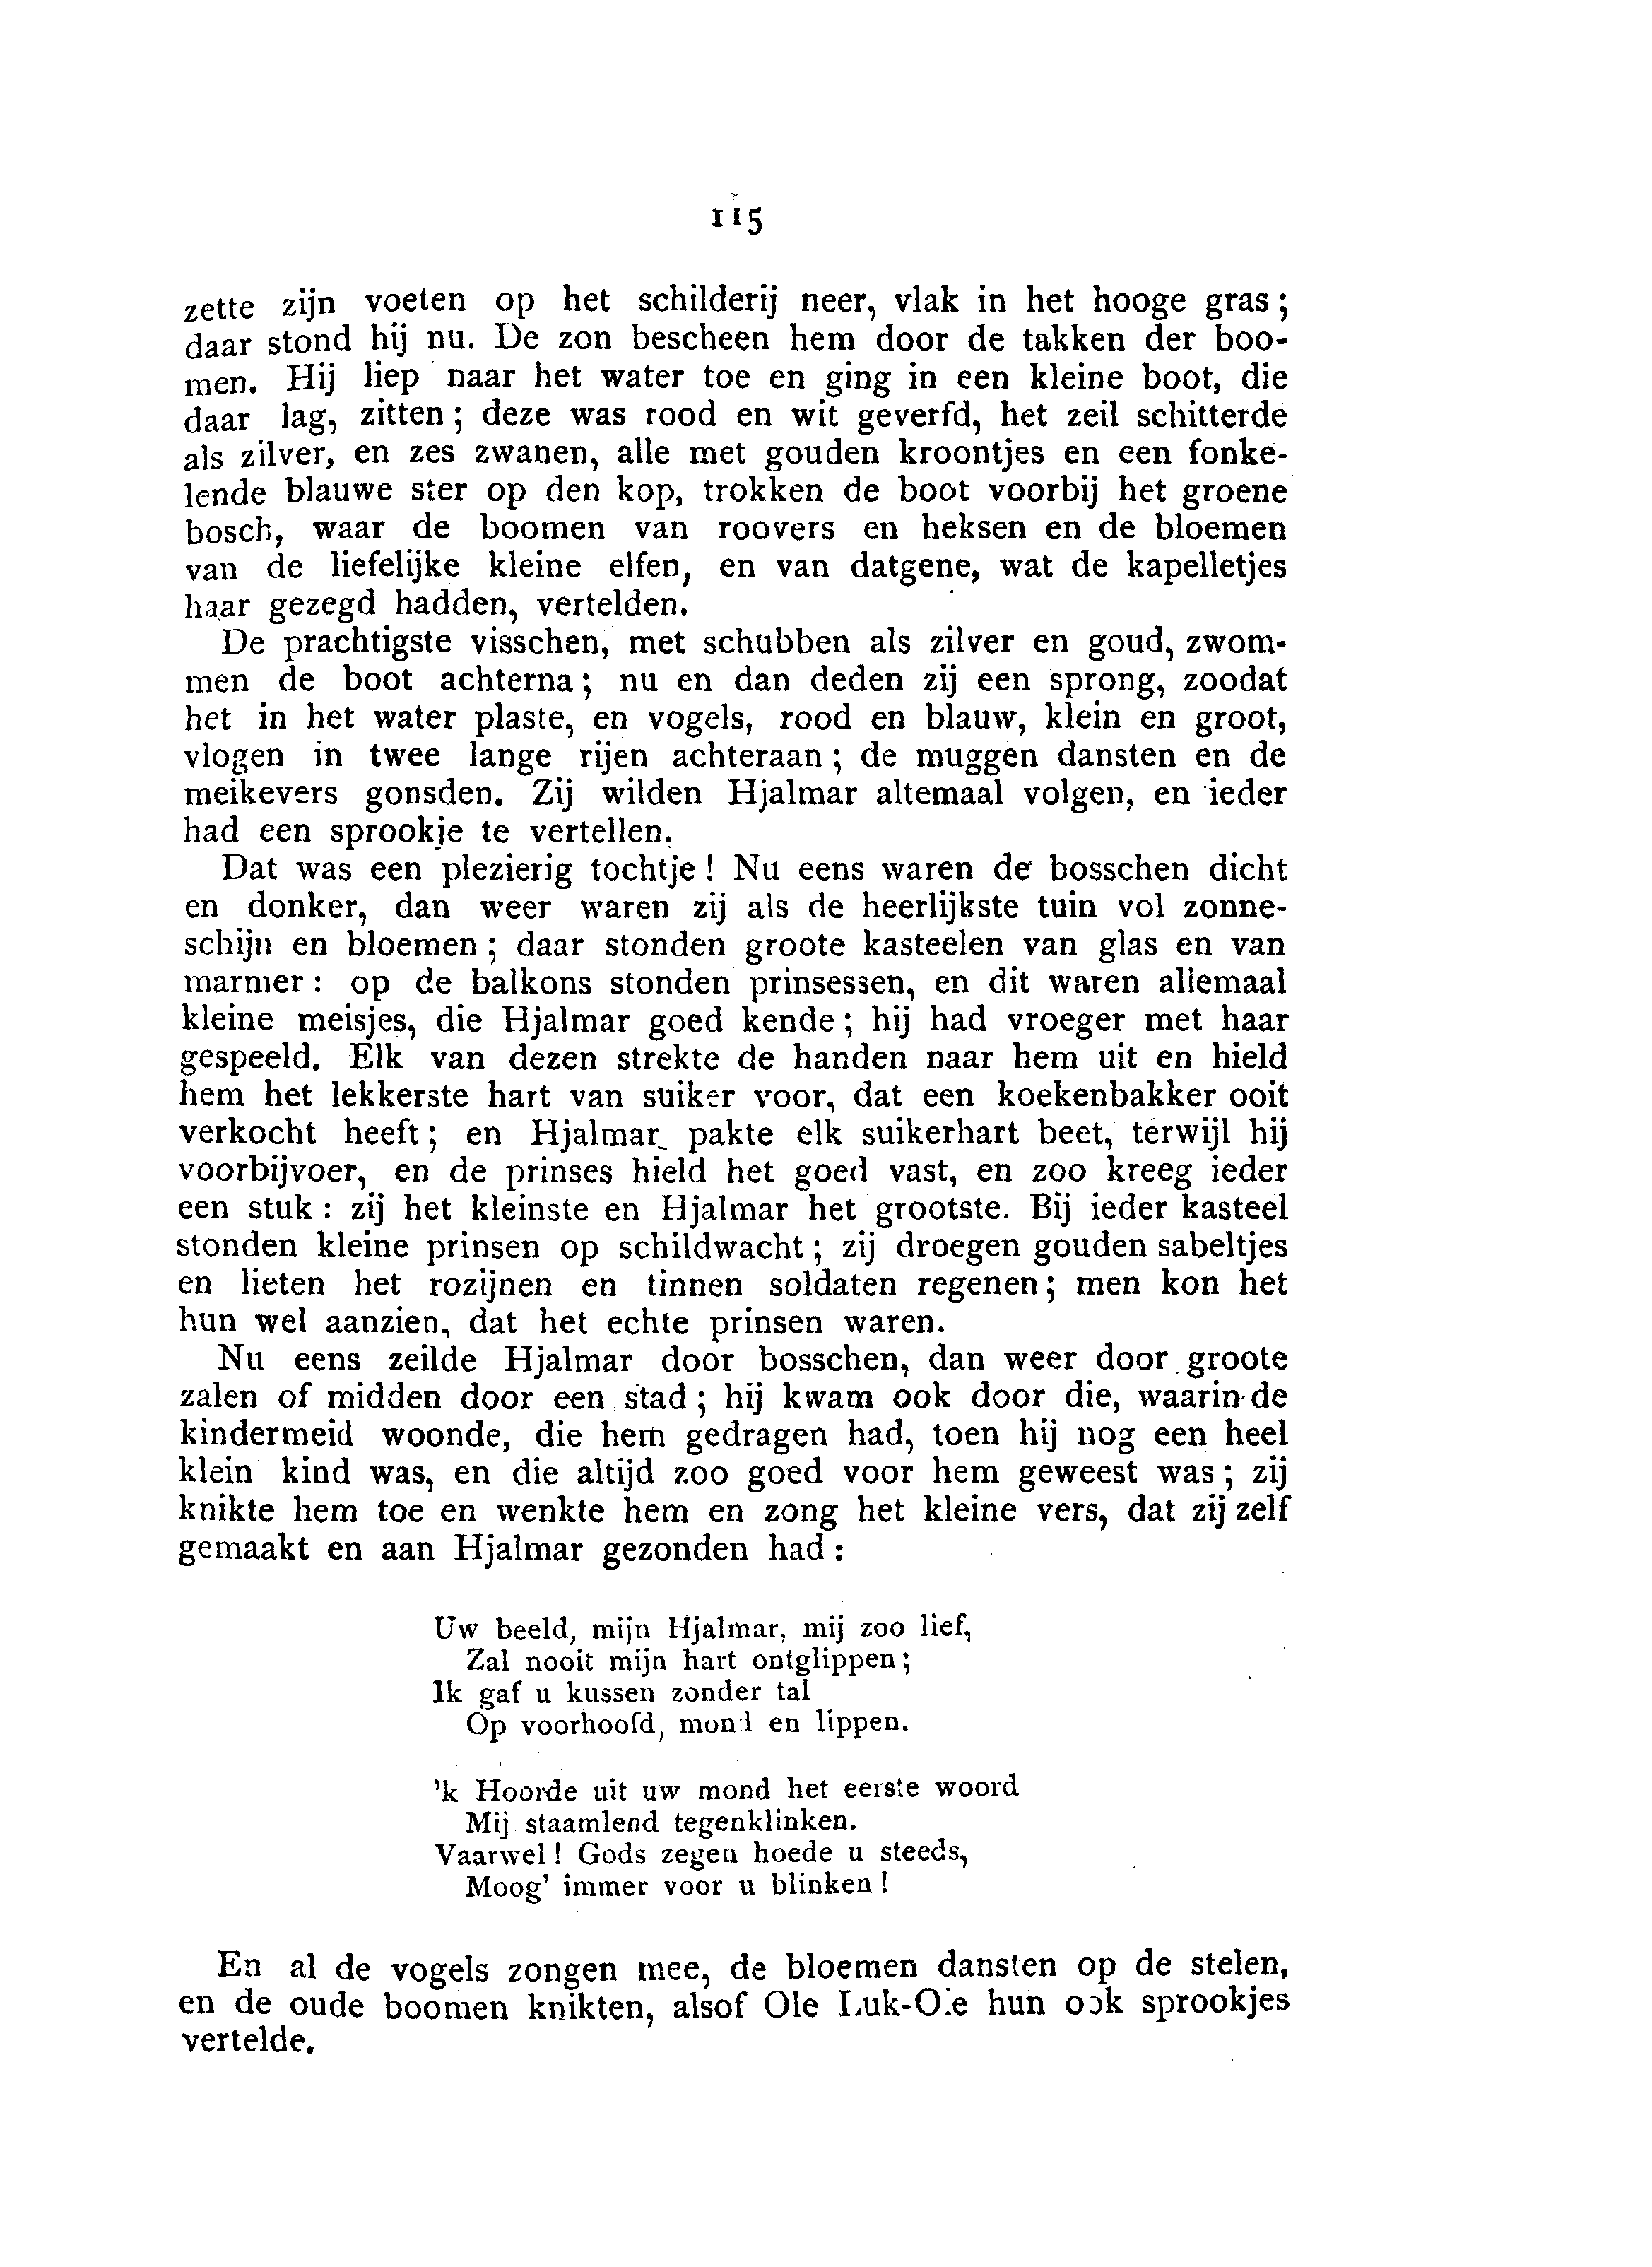 115
zette zijn voeten op het schilderij neer, vlak in het hooge gras ;
daar stond hij nu. De zon bescheen hem door de takken der boo-
men. Hij liep naar het water toe en ging in een kleine boot, die
daar lag, zitten ; deze was rood en wit geverfd, het zeil schitterde
als zilver, en zes zwanen, alle met gouden kroontjes en een fonke-
lende blauwe ster op den kop, trokken de boot voorbij het groene
bosch, waar de boomen van roovers en heksen en de bloemen
van de liefelijke kleine elfen, en van datgene, wat de kapelletjes
haar gezegd hadden, vertelden.
De prachtigste visschen, met schubben als zilver en goud, zwom-
men de boot achterna ; nu en dan deden zij een sprong, zoodat
het in het water plaste, en vogels, rood en blauw, klein en groot,
vlogen in twee lange rijen achteraan ; de muggen dansten en de
meikevers gonsden. Zij wilden Hjalmar altemaal volgen, en ieder
had een sprookje te vertellen.
Dat was een plezierig tochtje ! Nu eens waren de bosschen dicht
en donker, dan weer waren zij als de heerlijkste tuin vol zonne-
schijn en bloemen ; daar stonden groote kasteelen van glas en van
marmer : op de balkons stonden prinsessen, en dit waren allemaal
kleine meisjes, die Hjalmar goed kende ; hij had vroeger met haar
gespeeld. Elk van dezen strekte de handen naar hem uit en hield
hem het lekkerste hart van suiker voor, dat een koekenbakker ooit
verkocht heeft ; en Hjalmar pakte elk suikerhart beet, terwijl hij
voorbijvoer, en de prinses hield het goed vast, en zoo kreeg ieder
een stuk : zij het kleinste en Hjalmar het grootste. Bij ieder kasteel
stonden kleine prinsen op schildwacht ; zij droegen gouden sabeltjes
en lieten het rozijnen en tinnen soldaten regenen ; men kon het
hun wel aanzien, dat het echte prinsen waren.
Nu eens zeilde Hjalmar door bosschen, dan weer door groote
zalen of midden door een stad ; hij kwam ook door die, waarin de
kindermeid woonde, die hem gedragen had, toen hij nog een heel
klein kind was, en die altijd zoo goed voor hem geweest was ; zij
knikte hem toe en wenkte hem en zong het kleine vers, dat zij zelf
gemaakt en aan Hjalmar gezonden had :
Uw beeld, mijn Hjalmar, mij zoo lief,
Zal nooit mijn hart ontglippen ;
Ik gaf u kussen zonder tal
Op voorhoofd, mond en lippen.
'k Hoorde uit uw mond het eerste woord
Mij staamlend tegenklinken.
Vaarwel ! Gods zegen hoede u steeds,
Moog' immer voor u blinken !
En al de vogels zongen mee, de bloemen dansten op de stelen,
en de oude boomen knikten, alsof Ole Luk-Oie hun ook sprookjes
vertelde.